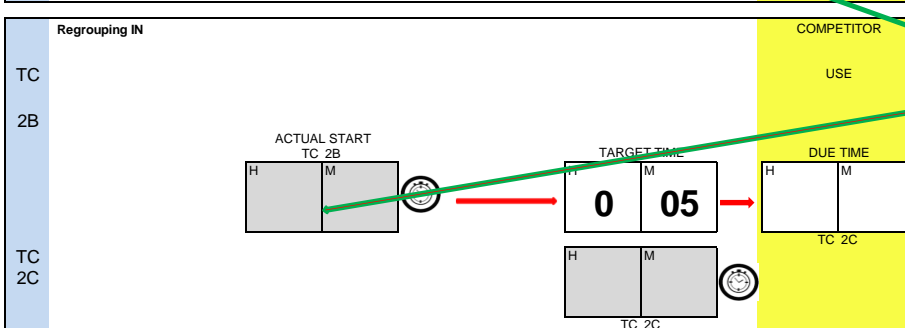 Regrouping IN
COMPETITOR
TC
USE
2B
ACTUAL START
TC 2B
TARGET TIME
DUE TIME
H M
H M
H M
0 05
TC 2C
TC
2C
H M
TC 2C